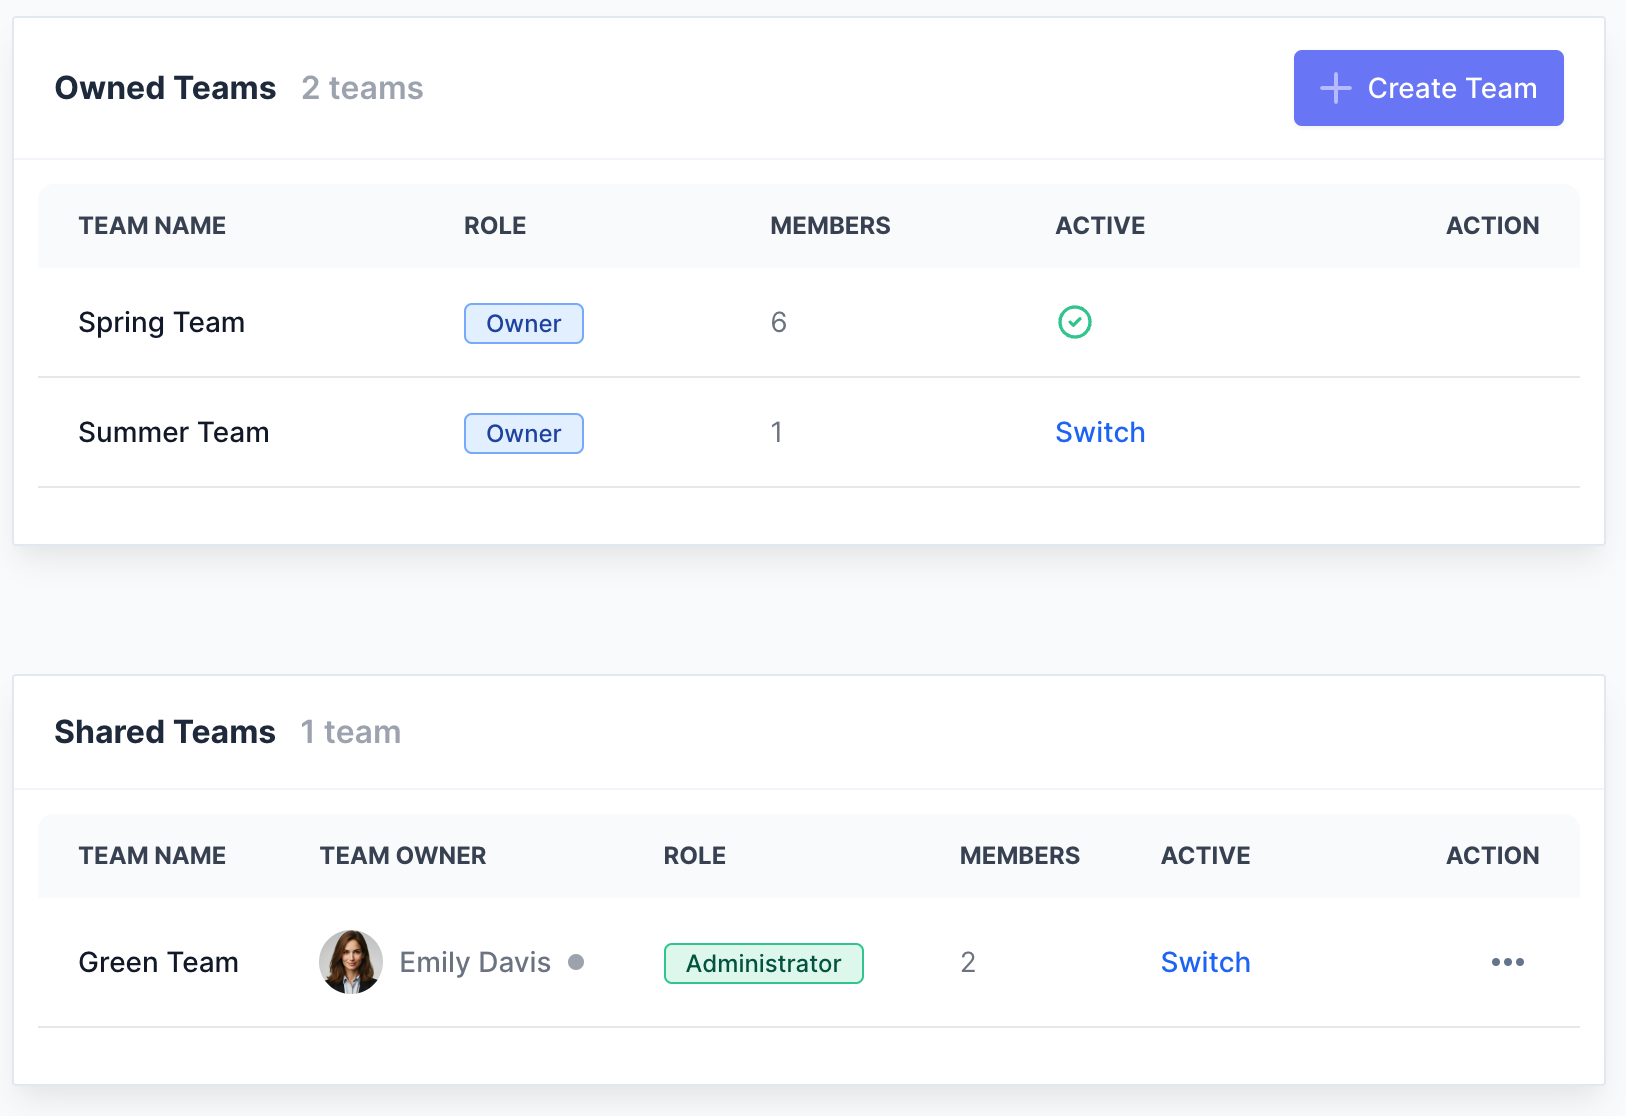 Owned Teams 2 teams
Create Team
TEAM NAME ROLE MEMBERS ACTIVE ACTION
Spring Team Owner 6
Summer Team Owner 1 Switch
Shared Teams 1 team
TEAM NAME TEAM OWNER ROLE MEMBERS ACTIVE ACTION
Green Team Emily Davis Administrator 2 Switch